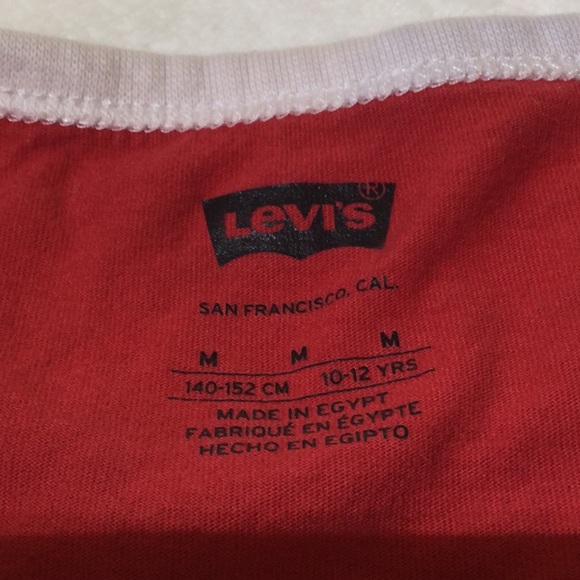 Levi's ®
SAN FRANCISCO, CAL.
M M M
140-152 CM 10-12 YRS
MADE IN EGYPT
FABRIQUÉ EN ÉGYPTE
HECHO EN EGIPTO